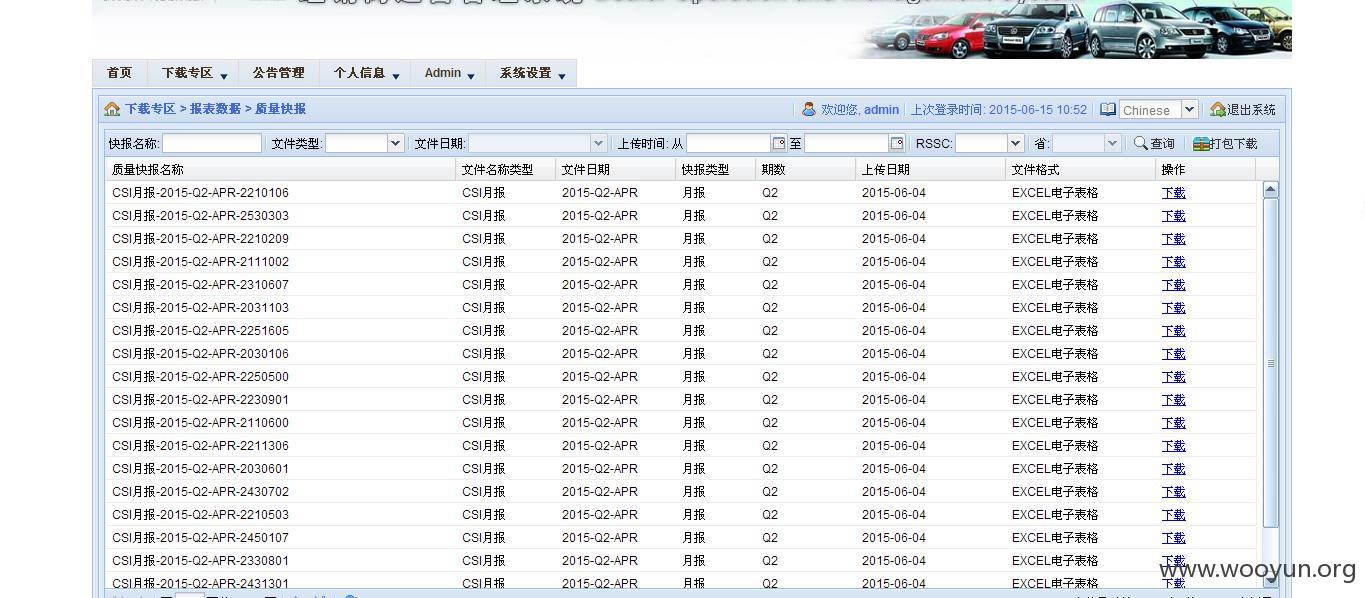 首页 下载专区 公告管理 个人信息 Admin 系统设置
下载专区 > 报表数据 > 质量快报 欢迎您, admin 上次登录时间: 2015-06-15 10:52 Chinese 退出系统
快报名称: 文件类型: 文件日期: 上传时间: 从 至 RSSC: 省: 查询 打包下载
质量快报名称 文件名称类型 文件日期 快报类型 期数 上传日期 文件格式 操作
CSI月报-2015-Q2-APR-2210106 CSI月报 2015-Q2-APR 月报 Q2 2015-06-04 EXCEL电子表格 下载
CSI月报-2015-Q2-APR-2530303 CSI月报 2015-Q2-APR 月报 Q2 2015-06-04 EXCEL电子表格 下载
CSI月报-2015-Q2-APR-2210209 CSI月报 2015-Q2-APR 月报 Q2 2015-06-04 EXCEL电子表格 下载
CSI月报-2015-Q2-APR-2111002 CSI月报 2015-Q2-APR 月报 Q2 2015-06-04 EXCEL电子表格 下载
CSI月报-2015-Q2-APR-2310607 CSI月报 2015-Q2-APR 月报 Q2 2015-06-04 EXCEL电子表格 下载
CSI月报-2015-Q2-APR-2031103 CSI月报 2015-Q2-APR 月报 Q2 2015-06-04 EXCEL电子表格 下载
CSI月报-2015-Q2-APR-2251605 CSI月报 2015-Q2-APR 月报 Q2 2015-06-04 EXCEL电子表格 下载
CSI月报-2015-Q2-APR-2030106 CSI月报 2015-Q2-APR 月报 Q2 2015-06-04 EXCEL电子表格 下载
CSI月报-2015-Q2-APR-2250500 CSI月报 2015-Q2-APR 月报 Q2 2015-06-04 EXCEL电子表格 下载
CSI月报-2015-Q2-APR-2230901 CSI月报 2015-Q2-APR 月报 Q2 2015-06-04 EXCEL电子表格 下载
CSI月报-2015-Q2-APR-2110600 CSI月报 2015-Q2-APR 月报 Q2 2015-06-04 EXCEL电子表格 下载
CSI月报-2015-Q2-APR-2211306 CSI月报 2015-Q2-APR 月报 Q2 2015-06-04 EXCEL电子表格 下载
CSI月报-2015-Q2-APR-2030601 CSI月报 2015-Q2-APR 月报 Q2 2015-06-04 EXCEL电子表格 下载
CSI月报-2015-Q2-APR-2430702 CSI月报 2015-Q2-APR 月报 Q2 2015-06-04 EXCEL电子表格 下载
CSI月报-2015-Q2-APR-2210503 CSI月报 2015-Q2-APR 月报 Q2 2015-06-04 EXCEL电子表格 下载
CSI月报-2015-Q2-APR-2450107 CSI月报 2015-Q2-APR 月报 Q2 2015-06-04 EXCEL电子表格 下载
CSI月报-2015-Q2-APR-2330801 CSI月报 2015-Q2-APR 月报 Q2 2015-06-04 EXCEL电子表格 下载
CSI月报-2015-Q2-APR-2431301 CSI月报 2015-Q2-APR 月报 Q2 2015-06-04 EXCEL电子表格 下载
www.wooyun.org